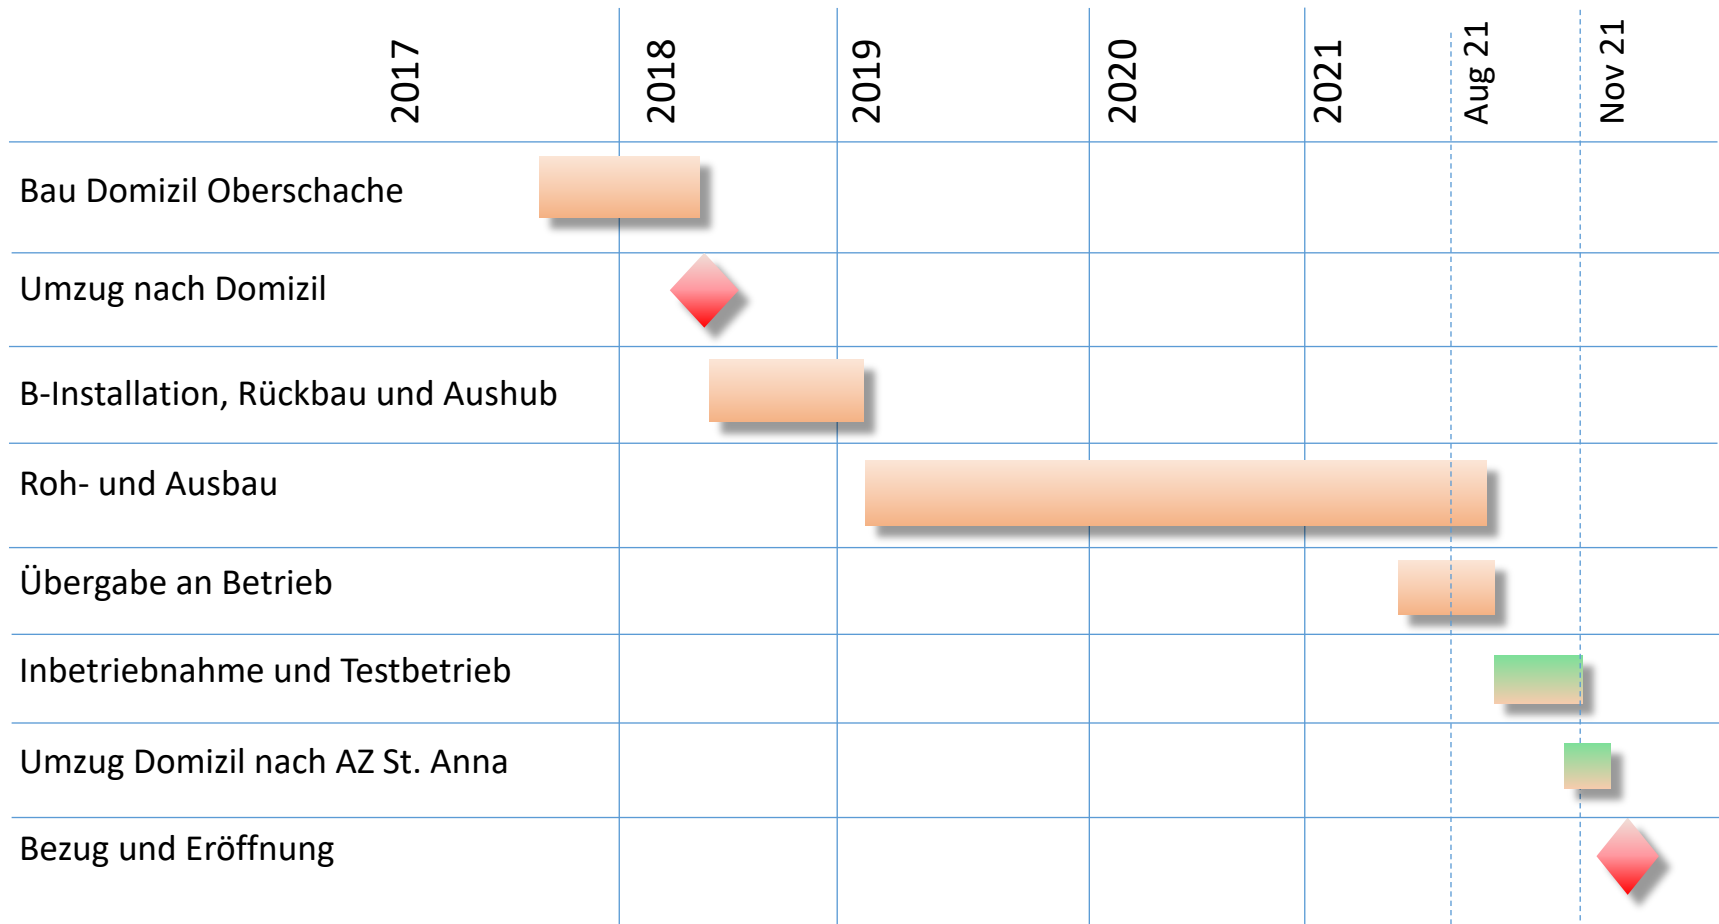 2017
2018
2019
2020
2021
Aug 21
Nov 21
Bau Domizil Oberschache
Umzug nach Domizil
B-Installation, Rückbau und Aushub
Roh- und Ausbau
Übergabe an Betrieb
Inbetriebnahme und Testbetrieb
Umzug Domizil nach AZ St. Anna
Bezug und Eröffnung